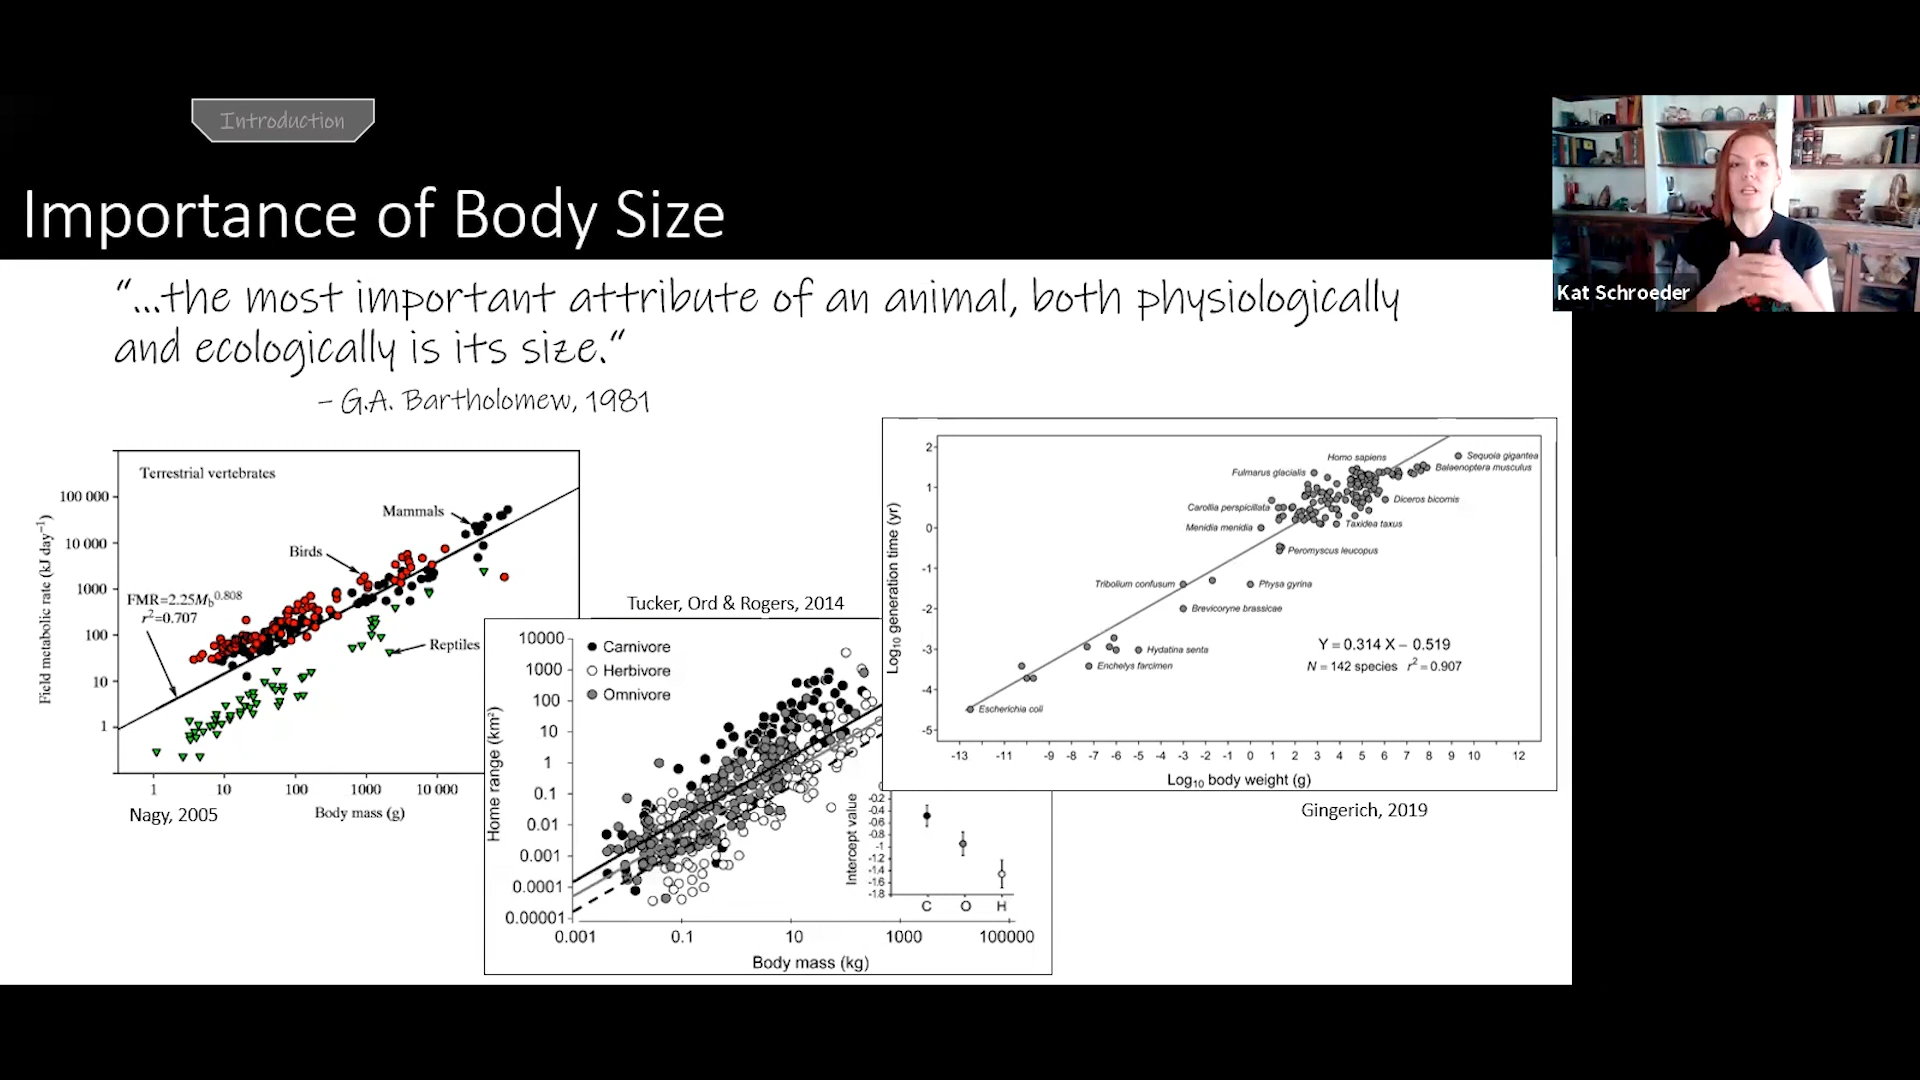 Introduction
Importance of Body Size
Kat Schroeder
“...the most important attribute of an animal, both physiologically
and ecologically is its size.“
– G.A. Bartholomew, 1981
Terrestrial vertebrates
100 000
10 000
1000
100
10
1
Field metabolic rate (kJ day⁻¹)
Mammals
Birds
FMR=2.25M_b^0.808
r²=0.707
Reptiles
1 10 100 1000 10 000
Body mass (g)
Nagy, 2005
Tucker, Ord & Rogers, 2014
Carnivore
Herbivore
Omnivore
10000
1000
100
10
1
0.1
0.01
0.001
0.0001
0.00001
Home range (km²)
0.001 0.1 10 1000 100000
Body mass (kg)
Intercept value
-0.2
-0.6
-0.8
-1
-1.2
-1.4
-1.6
-1.8
C O H
2
1
0
-1
-2
-3
-4
-5
Log₁₀ generation time (yr)
Homo sapiens
Sequoia gigantea
Fulmarus glacialis
Balaenoptera musculus
Carollia perspicillata
Diceros bicornis
Menidia menidia
Taxidea taxus
Peromyscus leucopus
Tribolium confusum
Physa gyrina
Brevicoryne brassicae
Hydatina senta
Enchelys farcimen
Escherichia coli
Y = 0.314 X – 0.519
N = 142 species r² = 0.907
-13 -11 -9 -8 -7 -6 -5 -4 -3 -2 -1 0 1 2 3 4 5 6 7 8 9 10 12
Log₁₀ body weight (g)
Gingerich, 2019